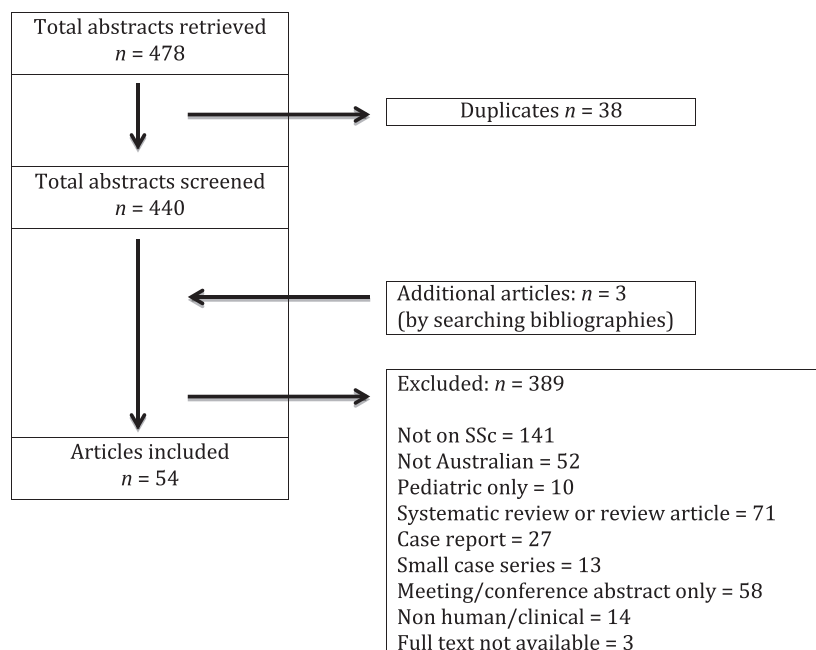 Total abstracts retrieved
n = 478
Duplicates n = 38
Total abstracts screened
n = 440
Additional articles: n = 3
(by searching bibliographies)
Excluded: n = 389
Not on SSc = 141
Not Australian = 52
Pediatric only = 10
Systematic review or review article = 71
Case report = 27
Small case series = 13
Meeting/conference abstract only = 58
Non human/clinical = 14
Full text not available = 3
Articles included
n = 54